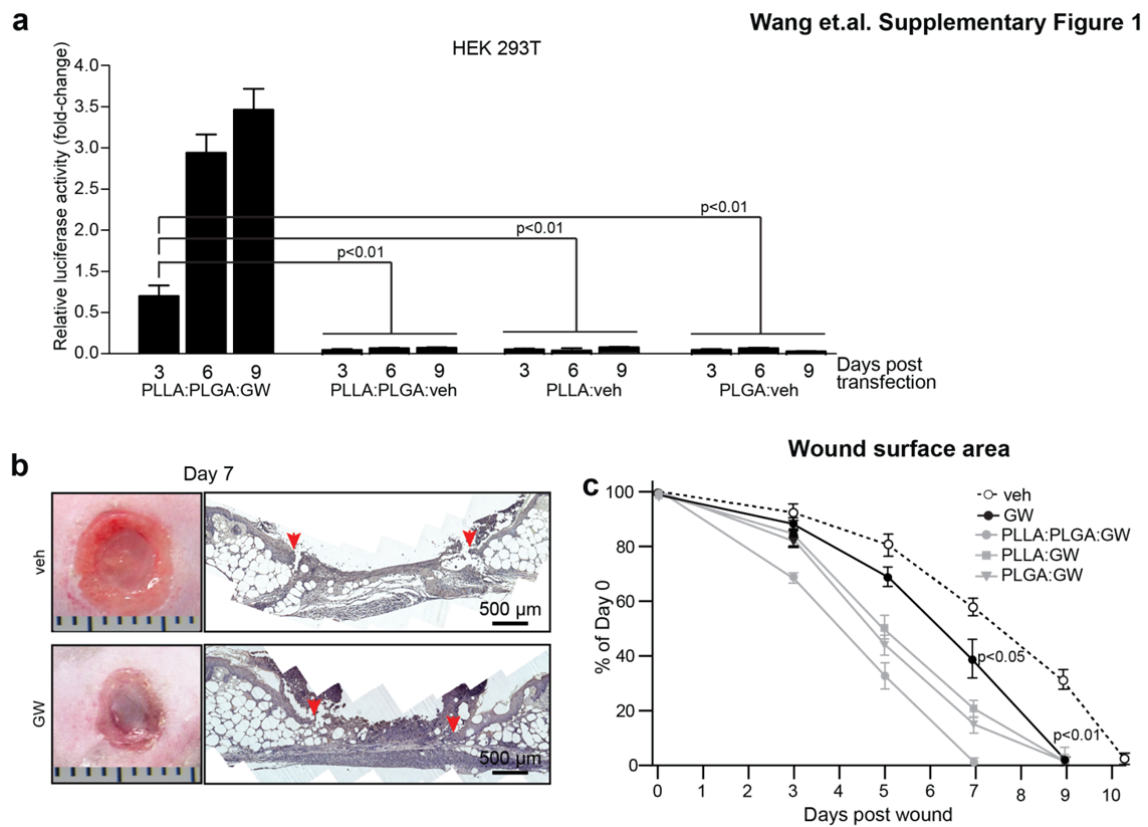 a
Wang et.al. Supplementary Figure 1
HEK 293T
Relative luciferase activity (fold-change)
4.0
3.5
3.0
2.5
2.0
1.5
0.5
0.0
p<0.01
p<0.01
p<0.01
3 6 9 3 6 9 3 6 9 3 6 9
PLLA:PLGA:GW PLLA:PLGA:veh PLLA:veh PLGA:veh
Days post
transfection
b
Day 7
veh
500 µm
GW
500 µm
Wound surface area
c
% of Day 0
100
80
60
40
20
0
veh
GW
PLLA:PLGA:GW
PLLA:GW
PLGA:GW
p<0.05
p<0.01
0 1 2 3 4 5 6 7 8 9 10
Days post wound